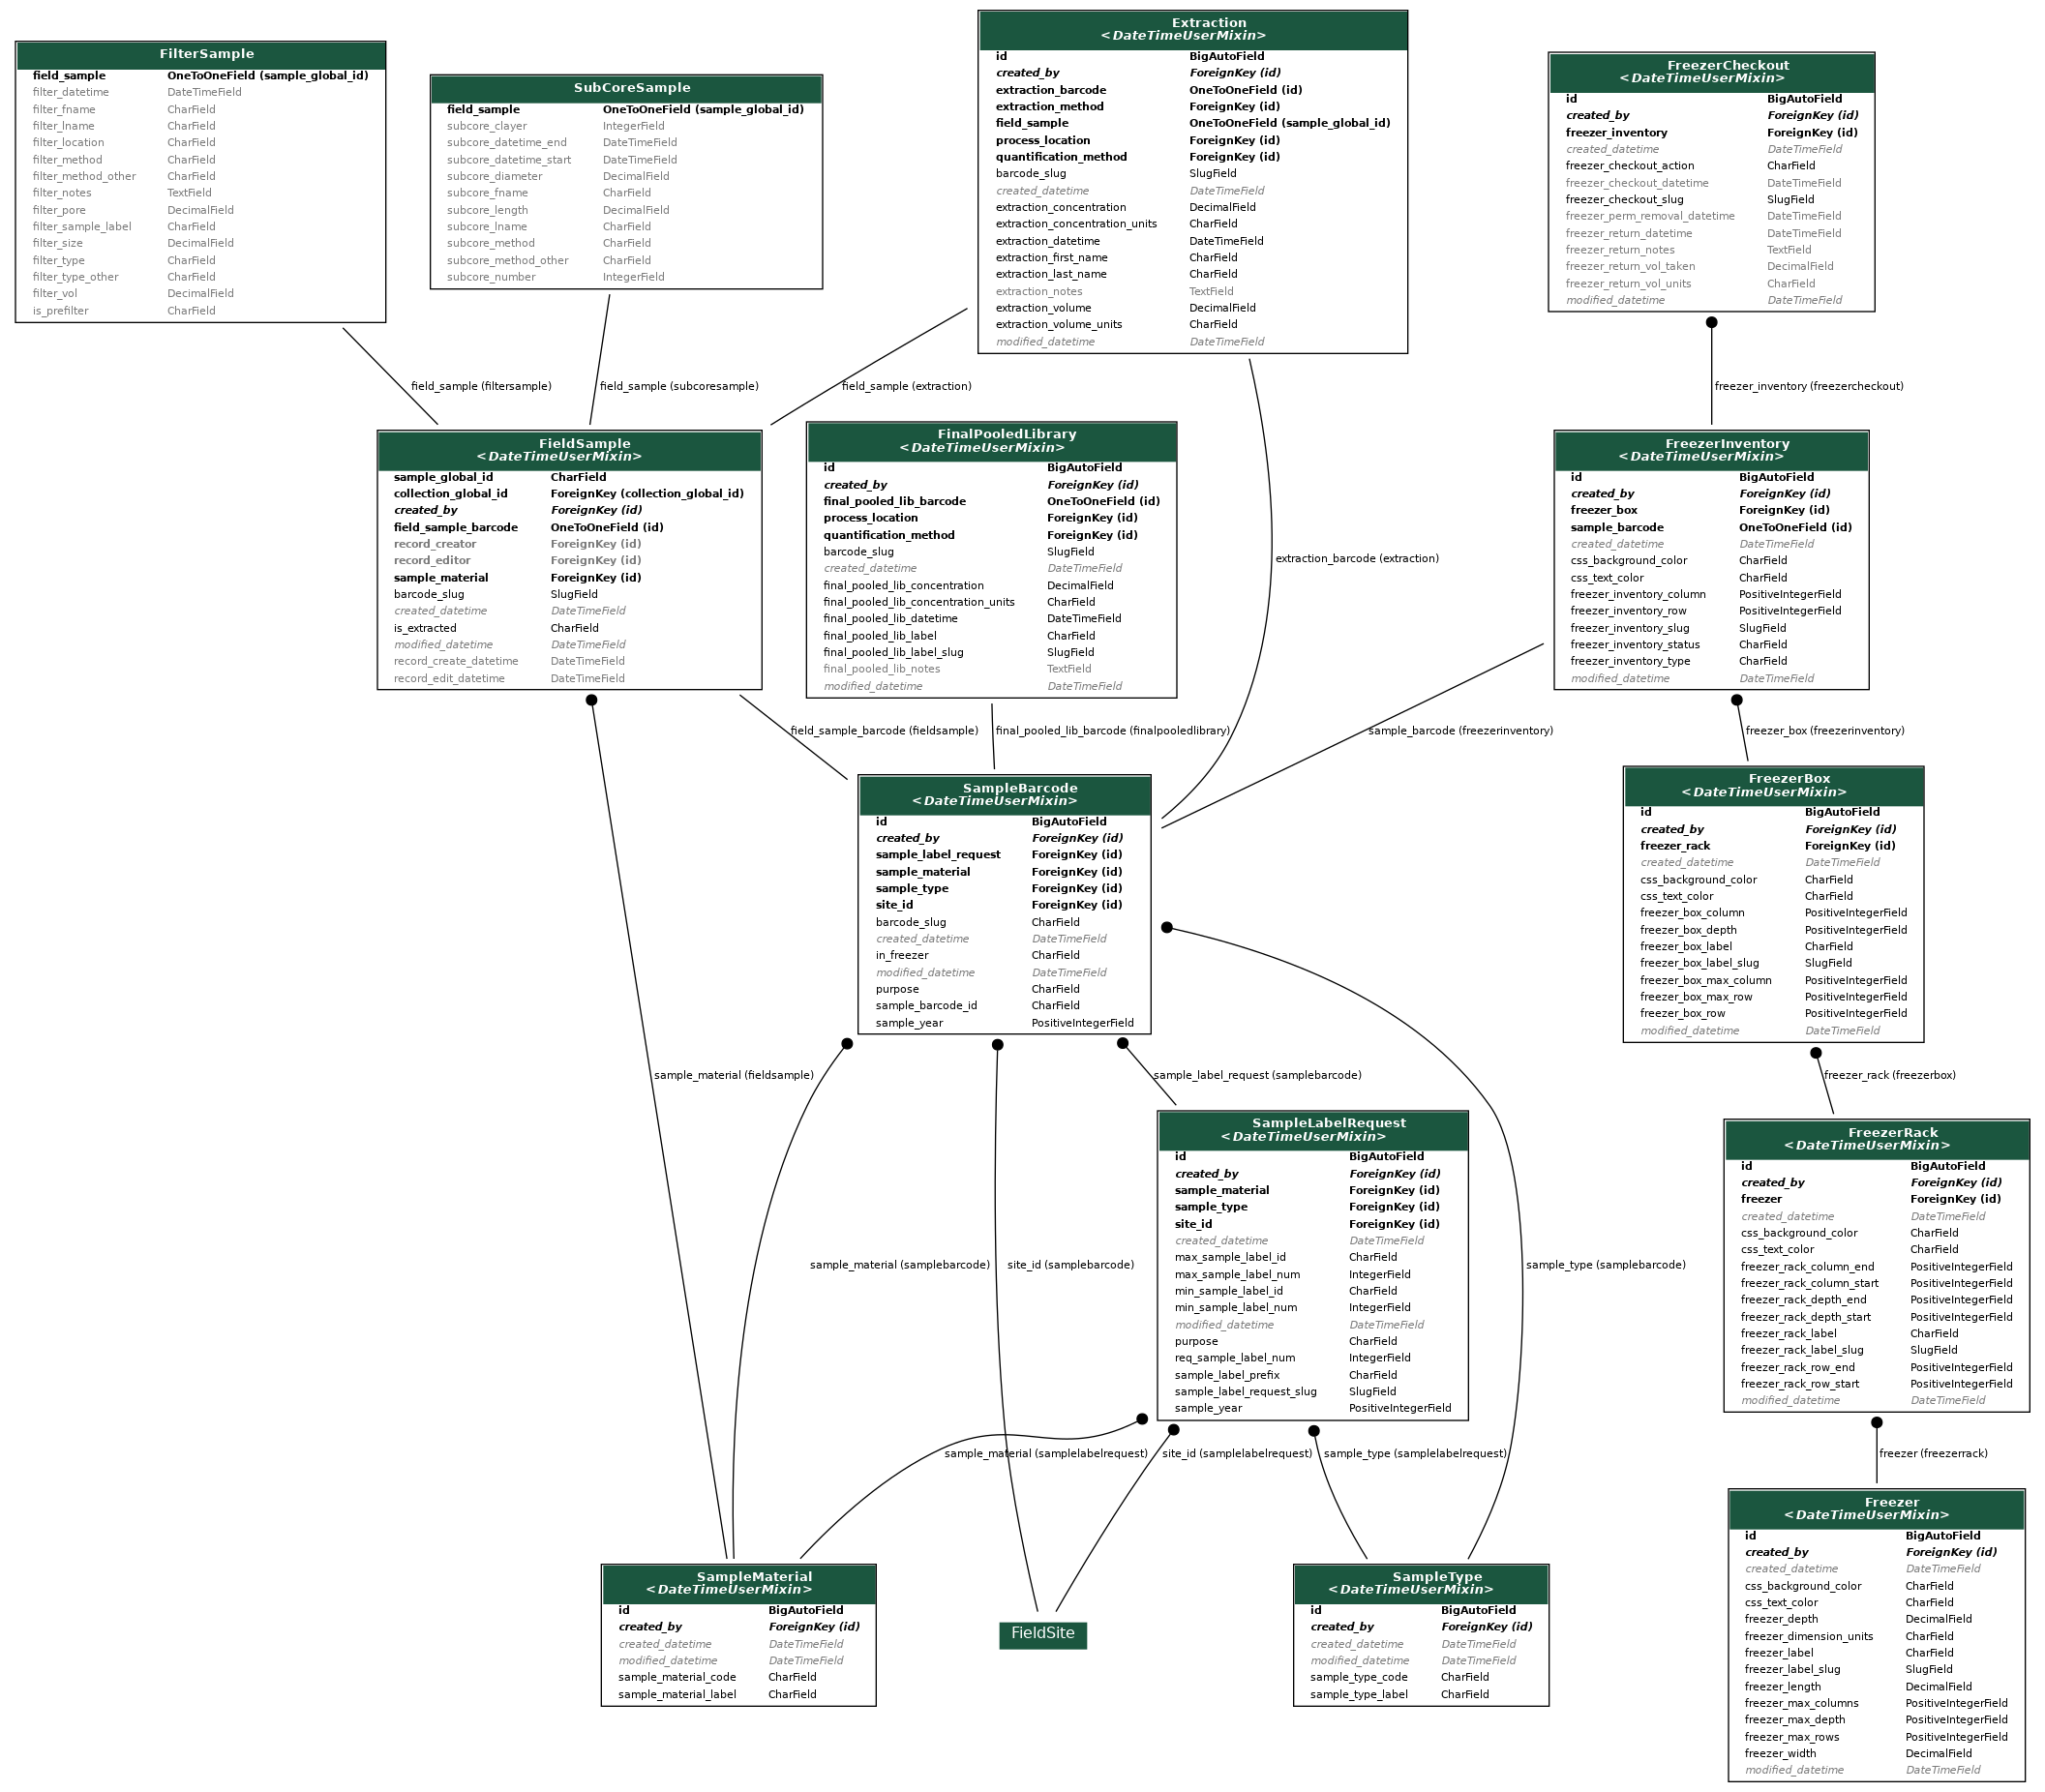 FilterSample
field_sample OneToOneField (sample_global_id)
filter_datetime DateTimeField
filter_fname CharField
filter_lname CharField
filter_location CharField
filter_method CharField
filter_method_other CharField
filter_notes TextField
filter_pore DecimalField
filter_sample_label CharField
filter_size DecimalField
filter_type CharField
filter_type_other CharField
filter_vol DecimalField
is_prefilter CharField
SubCoreSample
field_sample OneToOneField (sample_global_id)
subcore_clayer IntegerField
subcore_datetime_end DateTimeField
subcore_datetime_start DateTimeField
subcore_diameter DecimalField
subcore_fname CharField
subcore_length DecimalField
subcore_lname CharField
subcore_method CharField
subcore_method_other CharField
subcore_number IntegerField
Extraction
<DateTimeUserMixin>
id BigAutoField
created_by ForeignKey (id)
extraction_barcode OneToOneField (id)
extraction_method ForeignKey (id)
field_sample OneToOneField (sample_global_id)
process_location ForeignKey (id)
quantification_method ForeignKey (id)
barcode_slug SlugField
created_datetime DateTimeField
extraction_concentration DecimalField
extraction_concentration_units CharField
extraction_datetime DateTimeField
extraction_first_name CharField
extraction_last_name CharField
extraction_notes TextField
extraction_volume DecimalField
extraction_volume_units CharField
modified_datetime DateTimeField
FreezerCheckout
<DateTimeUserMixin>
id BigAutoField
created_by ForeignKey (id)
freezer_inventory ForeignKey (id)
created_datetime DateTimeField
freezer_checkout_action CharField
freezer_checkout_datetime DateTimeField
freezer_checkout_slug SlugField
freezer_perm_removal_datetime DateTimeField
freezer_return_datetime DateTimeField
freezer_return_notes TextField
freezer_return_vol_taken DecimalField
freezer_return_vol_units CharField
modified_datetime DateTimeField
field_sample (filtersample)
field_sample (subcoresample)
field_sample (extraction)
freezer_inventory (freezercheckout)
FieldSample
<DateTimeUserMixin>
sample_global_id CharField
collection_global_id ForeignKey (collection_global_id)
created_by ForeignKey (id)
field_sample_barcode OneToOneField (id)
record_creator ForeignKey (id)
record_editor ForeignKey (id)
sample_material ForeignKey (id)
barcode_slug SlugField
created_datetime DateTimeField
is_extracted CharField
modified_datetime DateTimeField
record_create_datetime DateTimeField
record_edit_datetime DateTimeField
FinalPooledLibrary
<DateTimeUserMixin>
id BigAutoField
created_by ForeignKey (id)
final_pooled_lib_barcode OneToOneField (id)
process_location ForeignKey (id)
quantification_method ForeignKey (id)
barcode_slug SlugField
created_datetime DateTimeField
final_pooled_lib_concentration DecimalField
final_pooled_lib_concentration_units CharField
final_pooled_lib_datetime DateTimeField
final_pooled_lib_label CharField
final_pooled_lib_label_slug SlugField
final_pooled_lib_notes TextField
modified_datetime DateTimeField
extraction_barcode (extraction)
FreezerInventory
<DateTimeUserMixin>
id BigAutoField
created_by ForeignKey (id)
freezer_box ForeignKey (id)
sample_barcode OneToOneField (id)
created_datetime DateTimeField
css_background_color CharField
css_text_color CharField
freezer_inventory_column PositiveIntegerField
freezer_inventory_row PositiveIntegerField
freezer_inventory_slug SlugField
freezer_inventory_status CharField
freezer_inventory_type CharField
modified_datetime DateTimeField
field_sample_barcode (fieldsample)
final_pooled_lib_barcode (finalpooledlibrary)
sample_barcode (freezerinventory)
freezer_box (freezerinventory)
SampleBarcode
<DateTimeUserMixin>
id BigAutoField
created_by ForeignKey (id)
sample_label_request ForeignKey (id)
sample_material ForeignKey (id)
sample_type ForeignKey (id)
site_id ForeignKey (id)
barcode_slug CharField
created_datetime DateTimeField
in_freezer CharField
modified_datetime DateTimeField
purpose CharField
sample_barcode_id CharField
sample_year PositiveIntegerField
FreezerBox
<DateTimeUserMixin>
id BigAutoField
created_by ForeignKey (id)
freezer_rack ForeignKey (id)
created_datetime DateTimeField
css_background_color CharField
css_text_color CharField
freezer_box_column PositiveIntegerField
freezer_box_depth PositiveIntegerField
freezer_box_label CharField
freezer_box_label_slug SlugField
freezer_box_max_column PositiveIntegerField
freezer_box_max_row PositiveIntegerField
freezer_box_row PositiveIntegerField
modified_datetime DateTimeField
sample_material (fieldsample)
sample_label_request (samplebarcode)
freezer_rack (freezerbox)
SampleLabelRequest
<DateTimeUserMixin>
id BigAutoField
created_by ForeignKey (id)
sample_material ForeignKey (id)
sample_type ForeignKey (id)
site_id ForeignKey (id)
created_datetime DateTimeField
max_sample_label_id CharField
max_sample_label_num IntegerField
min_sample_label_id CharField
min_sample_label_num IntegerField
modified_datetime DateTimeField
purpose CharField
req_sample_label_num IntegerField
sample_label_prefix CharField
sample_label_request_slug SlugField
sample_year PositiveIntegerField
FreezerRack
<DateTimeUserMixin>
id BigAutoField
created_by ForeignKey (id)
freezer ForeignKey (id)
created_datetime DateTimeField
css_background_color CharField
css_text_color CharField
freezer_rack_column_end PositiveIntegerField
freezer_rack_column_start PositiveIntegerField
freezer_rack_depth_end PositiveIntegerField
freezer_rack_depth_start PositiveIntegerField
freezer_rack_label CharField
freezer_rack_label_slug SlugField
freezer_rack_row_end PositiveIntegerField
freezer_rack_row_start PositiveIntegerField
modified_datetime DateTimeField
sample_material (samplebarcode)
site_id (samplebarcode)
sample_type (samplebarcode)
sample_material (samplelabelrequest)
site_id (samplelabelrequest)
sample_type (samplelabelrequest)
freezer (freezerrack)
SampleMaterial
<DateTimeUserMixin>
id BigAutoField
created_by ForeignKey (id)
created_datetime DateTimeField
modified_datetime DateTimeField
sample_material_code CharField
sample_material_label CharField
FieldSite
SampleType
<DateTimeUserMixin>
id BigAutoField
created_by ForeignKey (id)
created_datetime DateTimeField
modified_datetime DateTimeField
sample_type_code CharField
sample_type_label CharField
Freezer
<DateTimeUserMixin>
id BigAutoField
created_by ForeignKey (id)
created_datetime DateTimeField
css_background_color CharField
css_text_color CharField
freezer_depth DecimalField
freezer_dimension_units CharField
freezer_label CharField
freezer_label_slug SlugField
freezer_length DecimalField
freezer_max_columns PositiveIntegerField
freezer_max_depth PositiveIntegerField
freezer_max_rows PositiveIntegerField
freezer_width DecimalField
modified_datetime DateTimeField